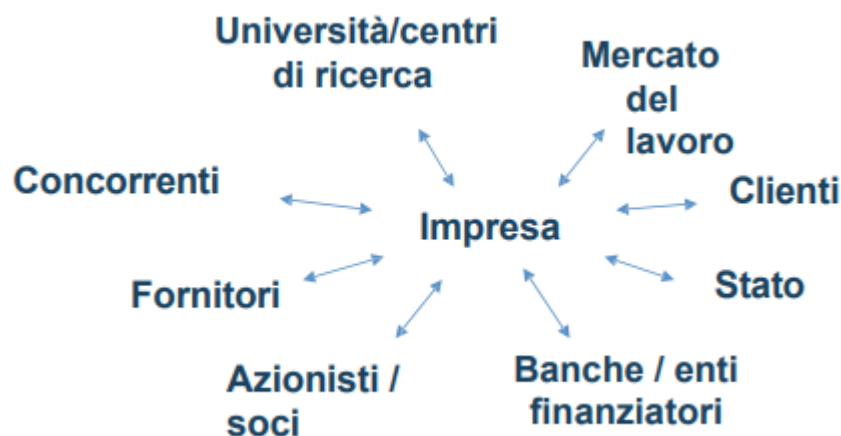 Università/centri
di ricerca
Mercato
del
lavoro
Concorrenti
Clienti
Impresa
Fornitori
Stato
Azionisti /
soci
Banche / enti
finanziatori